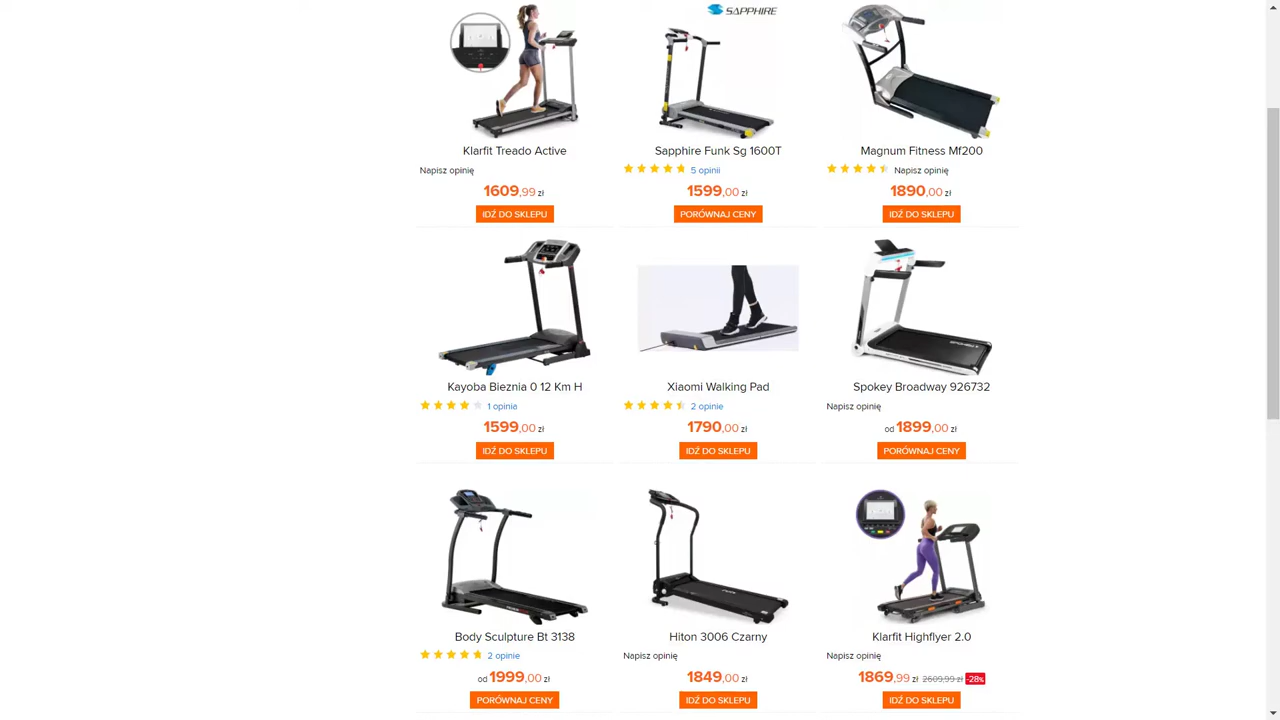 SAPPHIRE
Klarfit Treado Active
Napisz opinię
1609,99 zł
IDŹ DO SKLEPU
Sapphire Funk Sg 1600T
5 opinii
1599,00 zł
PORÓWNAJ CENY
Magnum Fitness Mf200
Napisz opinię
1890,00 zł
IDŹ DO SKLEPU
Kayoba Bieznia 0 12 Km H
1 opinia
1599,00 zł
IDŹ DO SKLEPU
Xiaomi Walking Pad
2 opinie
1790,00 zł
IDŹ DO SKLEPU
SPOKEY
Spokey Broadway 926732
Napisz opinię
od 1899,00 zł
PORÓWNAJ CENY
Body Sculpture Bt 3138
2 opinie
od 1999,00 zł
PORÓWNAJ CENY
Hiton 3006 Czarny
Napisz opinię
1849,00 zł
IDŹ DO SKLEPU
Klarfit Highflyer 2.0
Napisz opinię
1869,99 zł 2609,99 zł -28%
IDŹ DO SKLEPU